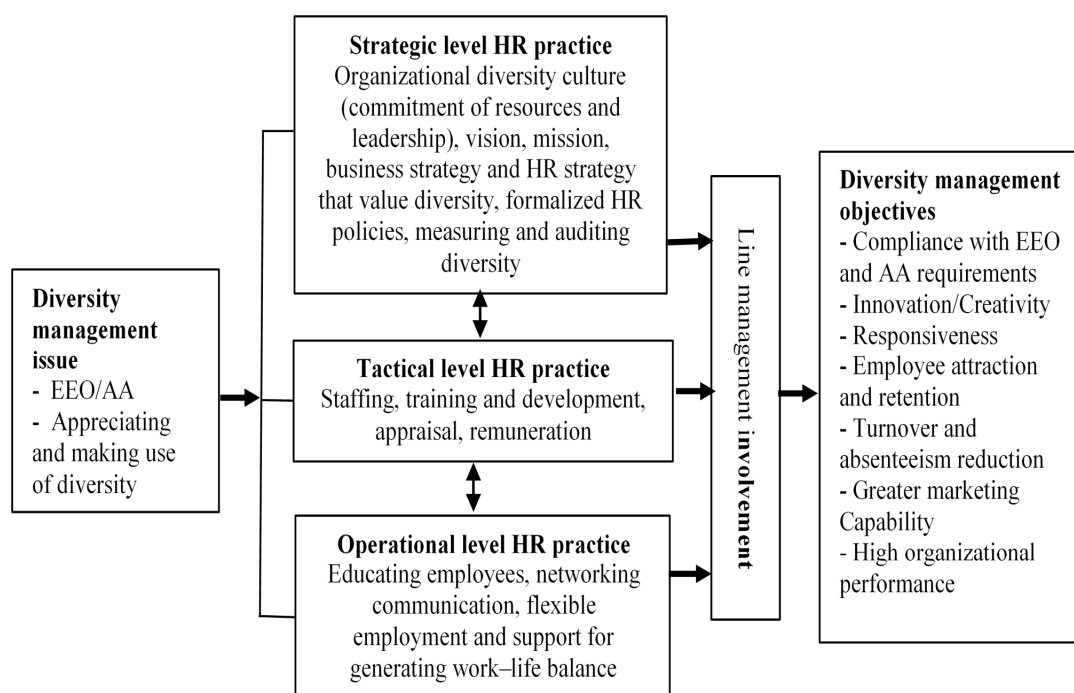 Diversity
management
issue
- EEO/AA
- Appreciating
and making use
of diversity
Strategic level HR practice
Organizational diversity culture
(commitment of resources and
leadership), vision, mission,
business strategy and HR strategy
that value diversity, formalized HR
policies, measuring and auditing
diversity
Tactical level HR practice
Staffing, training and development,
appraisal, remuneration
Operational level HR practice
Educating employees, networking
communication, flexible
employment and support for
generating work–life balance
Line management involvement
Diversity management
objectives
- Compliance with EEO
and AA requirements
- Innovation/Creativity
- Responsiveness
- Employee attraction
and retention
- Turnover and
absenteeism reduction
- Greater marketing
Capability
- High organizational
performance